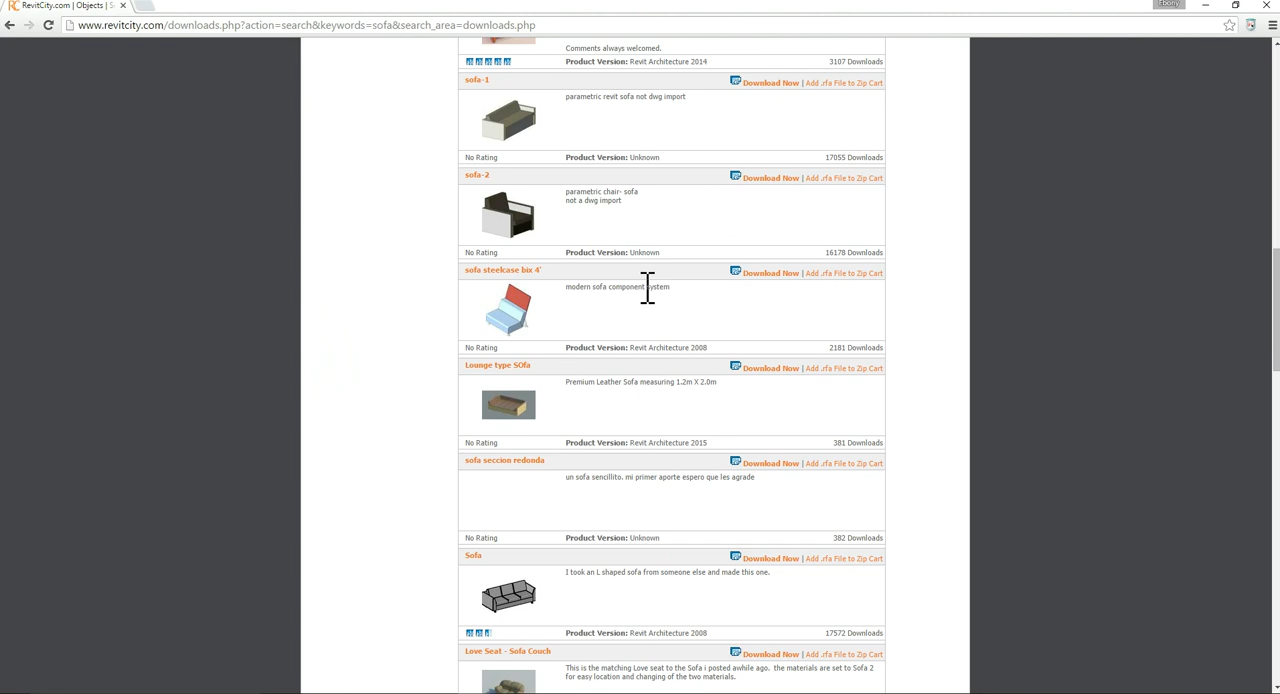 RevitCity.com | Objects | S
Ebony
www.revitcity.com/downloads.php?action=search&keywords=sofa&search_area=downloads.php
Comments always welcomed.
Product Version: Revit Architecture 2014 3107 Downloads
sofa-1 Download Now | Add .rfa File to Zip Cart
parametric revit sofa not dwg import
No Rating Product Version: Unknown 17055 Downloads
sofa-2 Download Now | Add .rfa File to Zip Cart
parametric chair- sofa
not a dwg import
No Rating Product Version: Unknown 16178 Downloads
sofa steelcase bix 4' Download Now | Add .rfa File to Zip Cart
modern sofa component system
No Rating Product Version: Revit Architecture 2008 2181 Downloads
Lounge type SOfa Download Now | Add .rfa File to Zip Cart
Premium Leather Sofa measuring 1.2m X 2.0m
No Rating Product Version: Revit Architecture 2015 381 Downloads
sofa seccion redonda Download Now | Add .rfa File to Zip Cart
un sofa sencillito. mi primer aporte espero que les agrade
No Rating Product Version: Unknown 382 Downloads
Sofa Download Now | Add .rfa File to Zip Cart
I took an L shaped sofa from someone else and made this one.
Product Version: Revit Architecture 2008 17572 Downloads
Love Seat - Sofa Couch Download Now | Add .rfa File to Zip Cart
This is the matching Love seat to the Sofa i posted awhile ago. the materials are set to Sofa 2
for easy location and changing of the two materials.